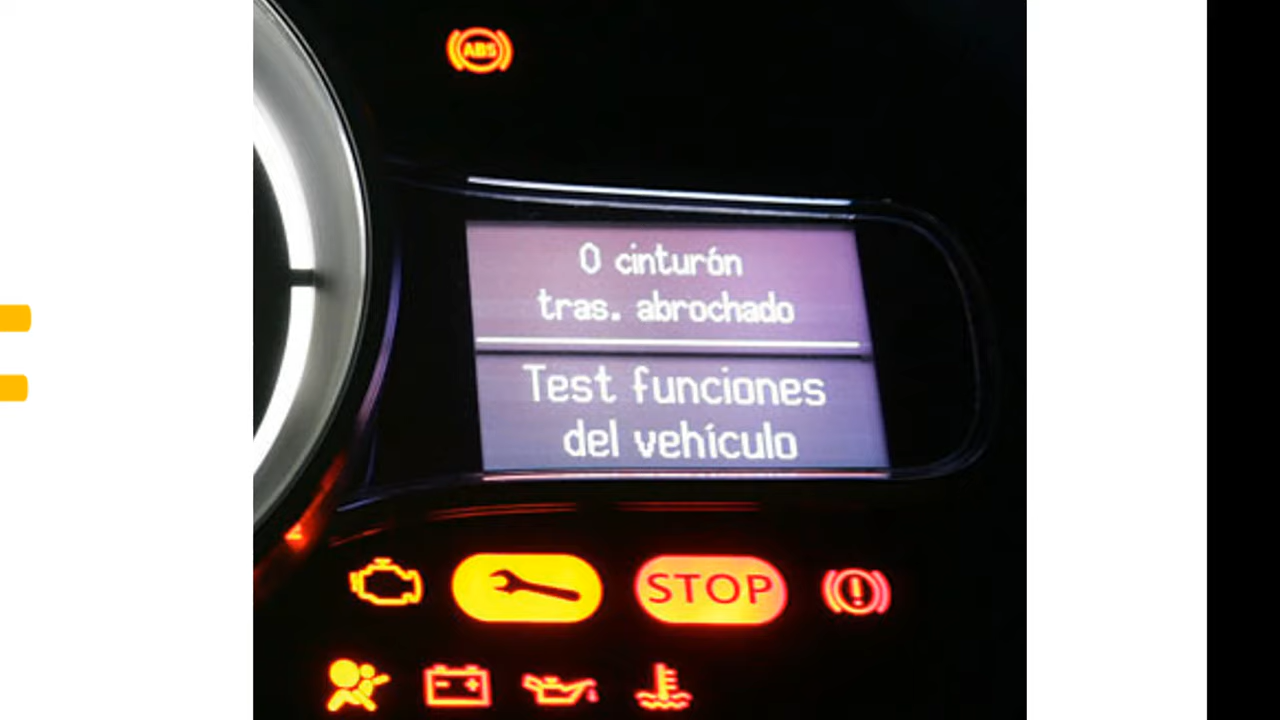 ABS
0 cinturón
tras. abrochado
Test funciones
del vehículo
STOP